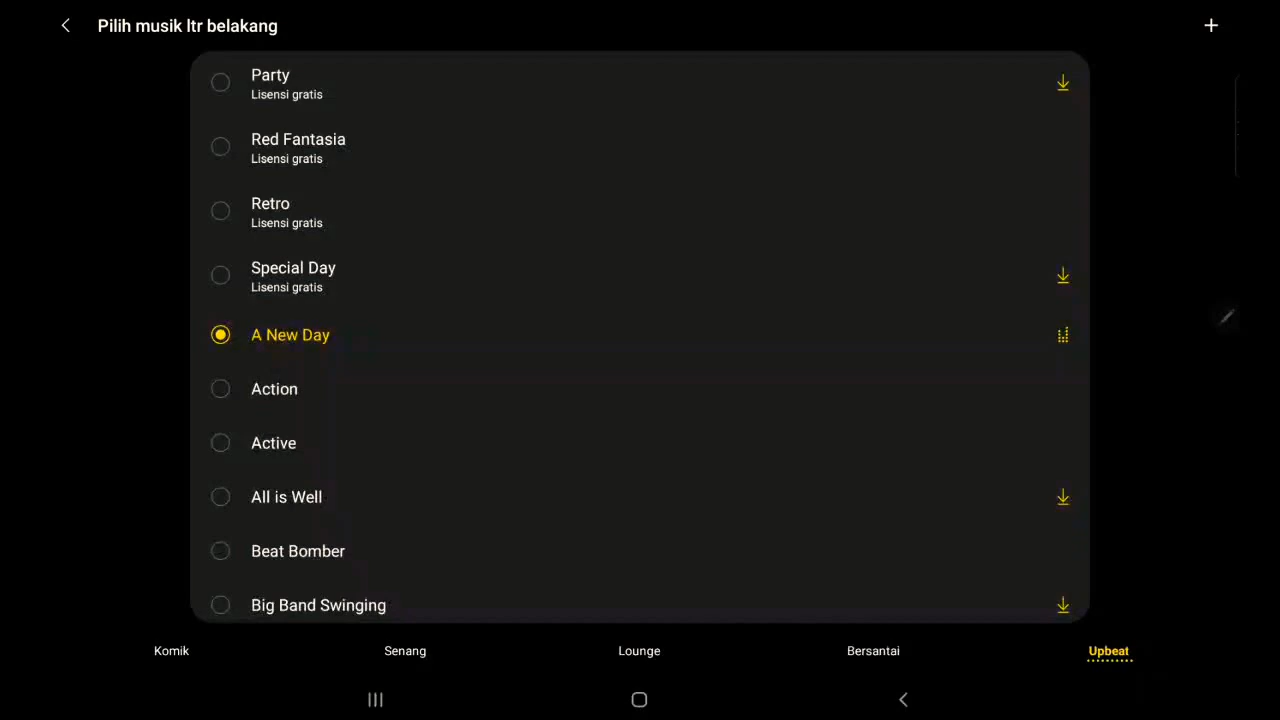 Pilih musik ltr belakang
Party
Lisensi gratis
Red Fantasia
Lisensi gratis
Retro
Lisensi gratis
Special Day
Lisensi gratis
A New Day
Action
Active
All is Well
Beat Bomber
Big Band Swinging
Komik
Senang
Lounge
Bersantai
Upbeat